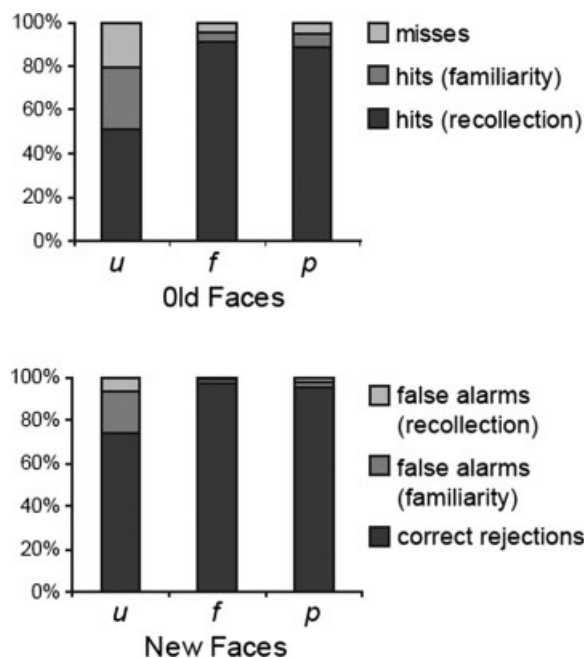 100%
80%
60%
40%
20%
0%
u f p
0ld Faces
misses
hits (familiarity)
hits (recollection)
100%
80%
60%
40%
20%
0%
u f p
New Faces
false alarms
(recollection)
false alarms
(familiarity)
correct rejections